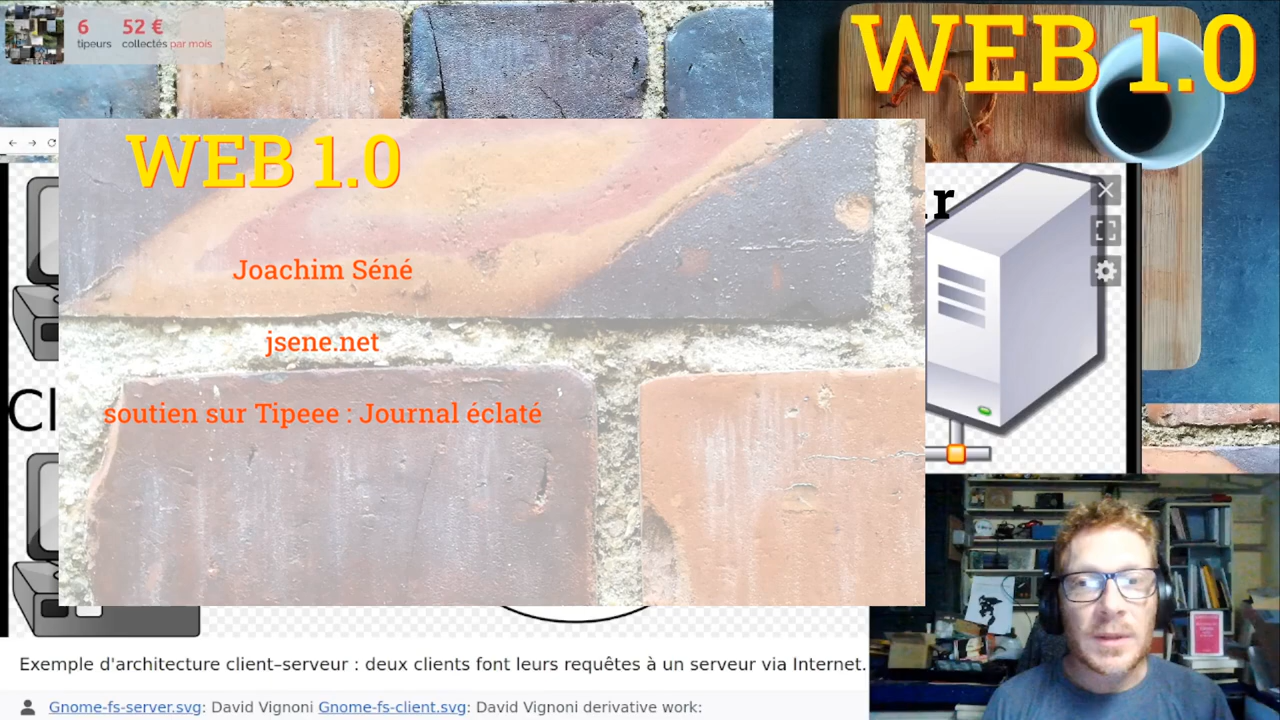 6
52 €
tipeurs
collectés par mois
WEB 1.0
WEB 1.0
Joachim Séné
jsene.net
soutien sur Tipeee : Journal éclaté
Exemple d'architecture client–serveur : deux clients font leurs requêtes à un serveur via Internet.
Gnome-fs-server.svg: David Vignoni Gnome-fs-client.svg: David Vignoni derivative work: